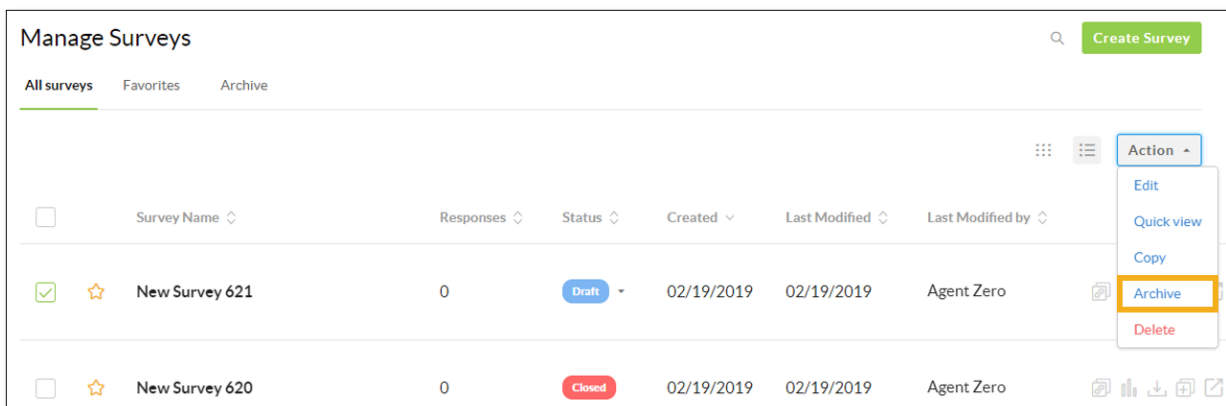 Manage Surveys
Create Survey
All surveys Favorites Archive
Action
Edit
Survey Name Responses Status Created Last Modified Last Modified by
Quick view
Copy
New Survey 621 0 Draft 02/19/2019 02/19/2019 Agent Zero
Archive
Delete
New Survey 620 0 Closed 02/19/2019 02/19/2019 Agent Zero